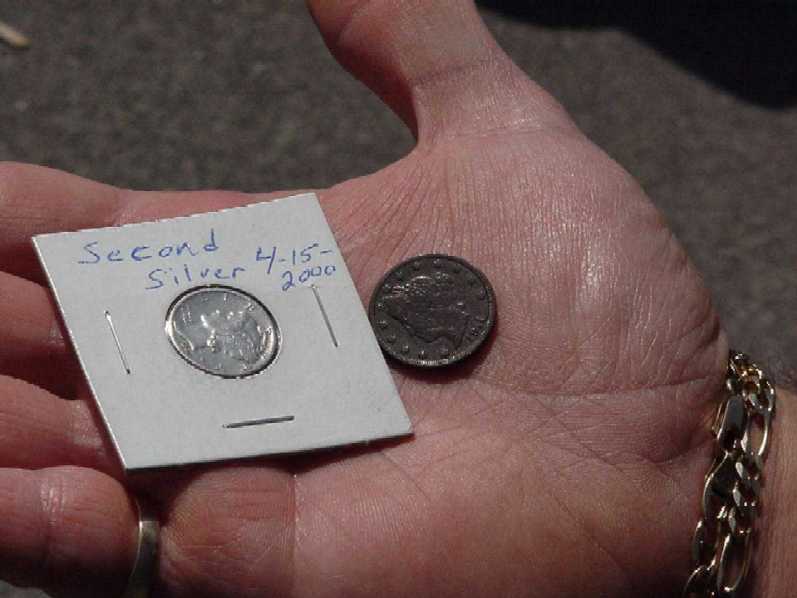 Second
Silver 4-15-
2000